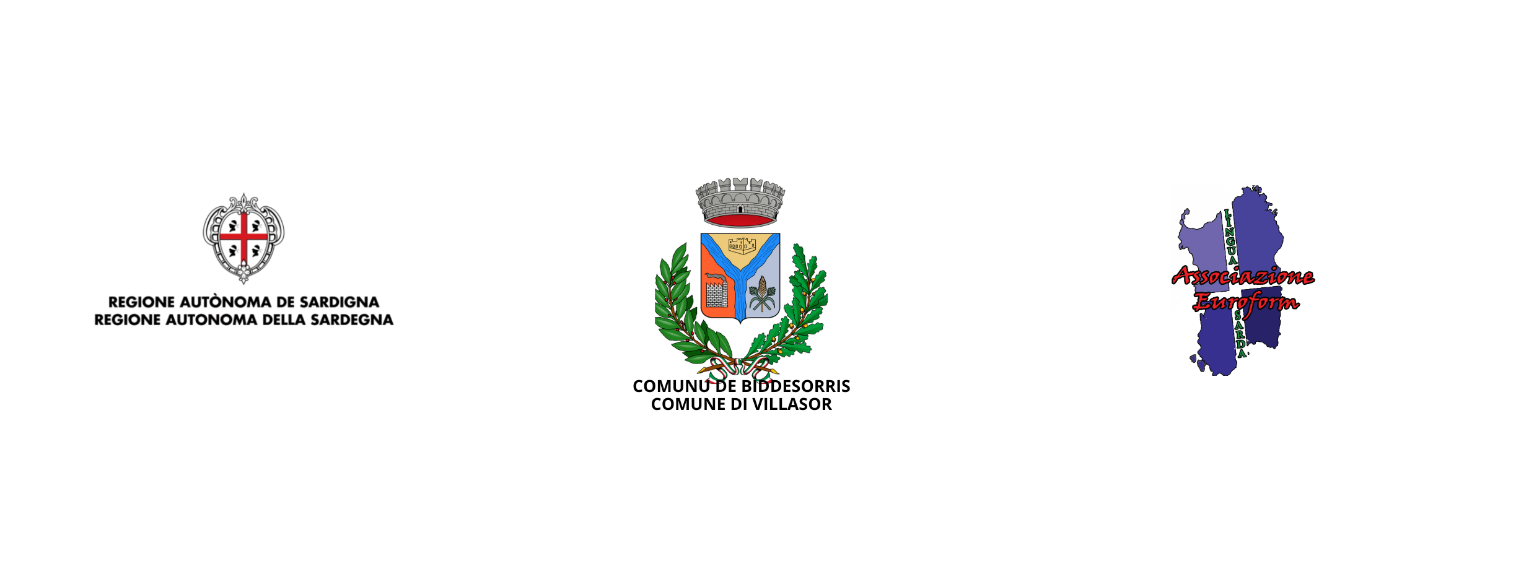 REGIONE AUTÒNOMA DE SARDIGNA
REGIONE AUTONOMA DELLA SARDEGNA
COMUNU DE BIDDESORRIS
COMUNE DI VILLASOR
LINGUA
Associazione
Euroform
SARDA